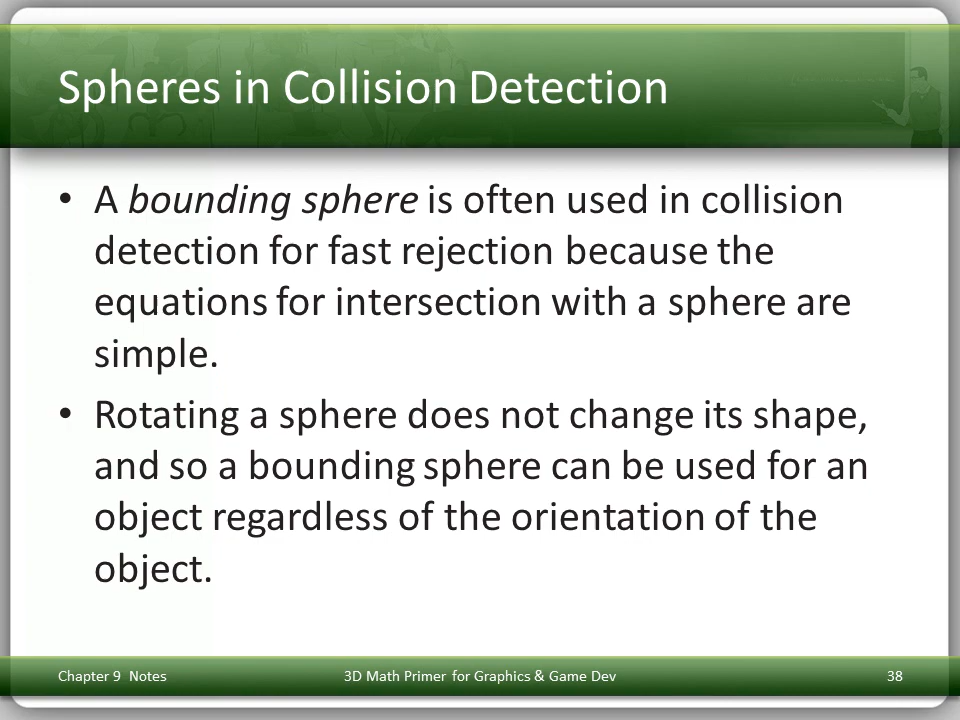 Spheres in Collision Detection
• A bounding sphere is often used in collision
detection for fast rejection because the
equations for intersection with a sphere are
simple.
• Rotating a sphere does not change its shape,
and so a bounding sphere can be used for an
object regardless of the orientation of the
object.
Chapter 9 Notes 3D Math Primer for Graphics & Game Dev 38